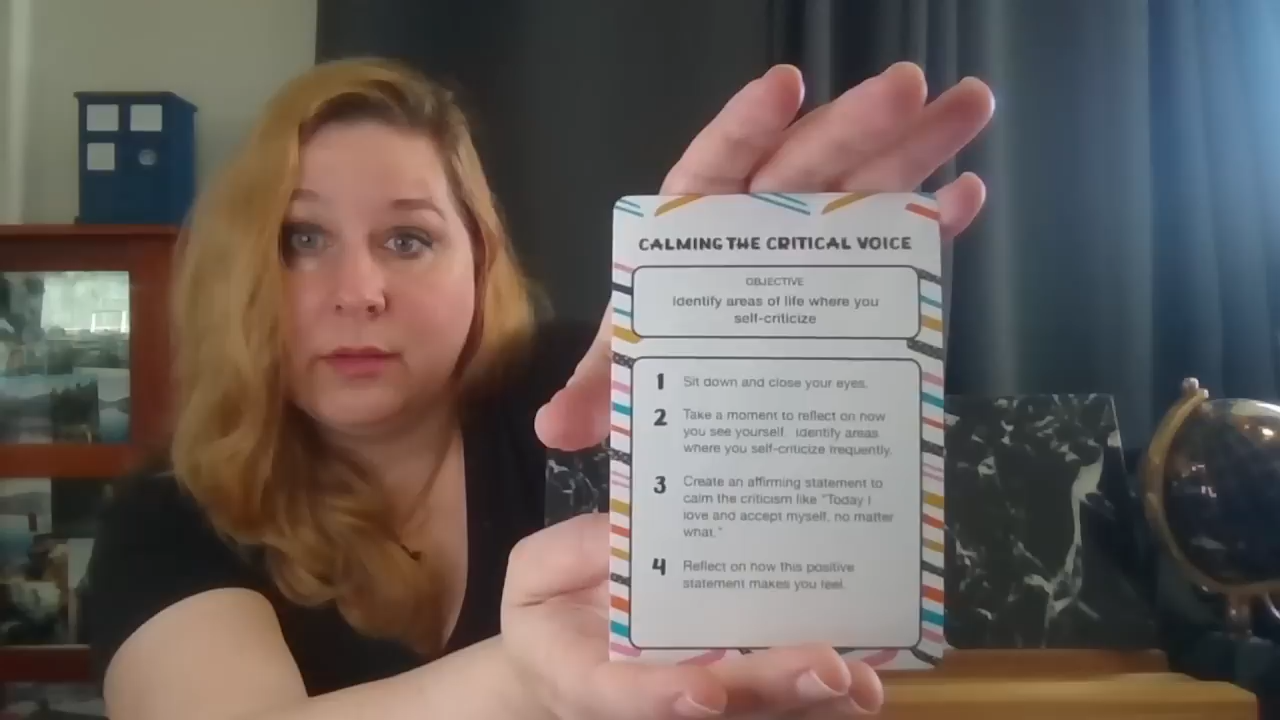 CALMING THE CRITICAL VOICE
OBJECTIVE
Identify areas of life where you
self-criticize
1 Sit down and close your eyes.
2 Take a moment to reflect on how
you see yourself. Identify areas
where you self-criticize frequently.
3 Create an affirming statement to
calm the criticism like "Today I
love and accept myself, no matter
what."
4 Reflect on how this positive
statement makes you feel.